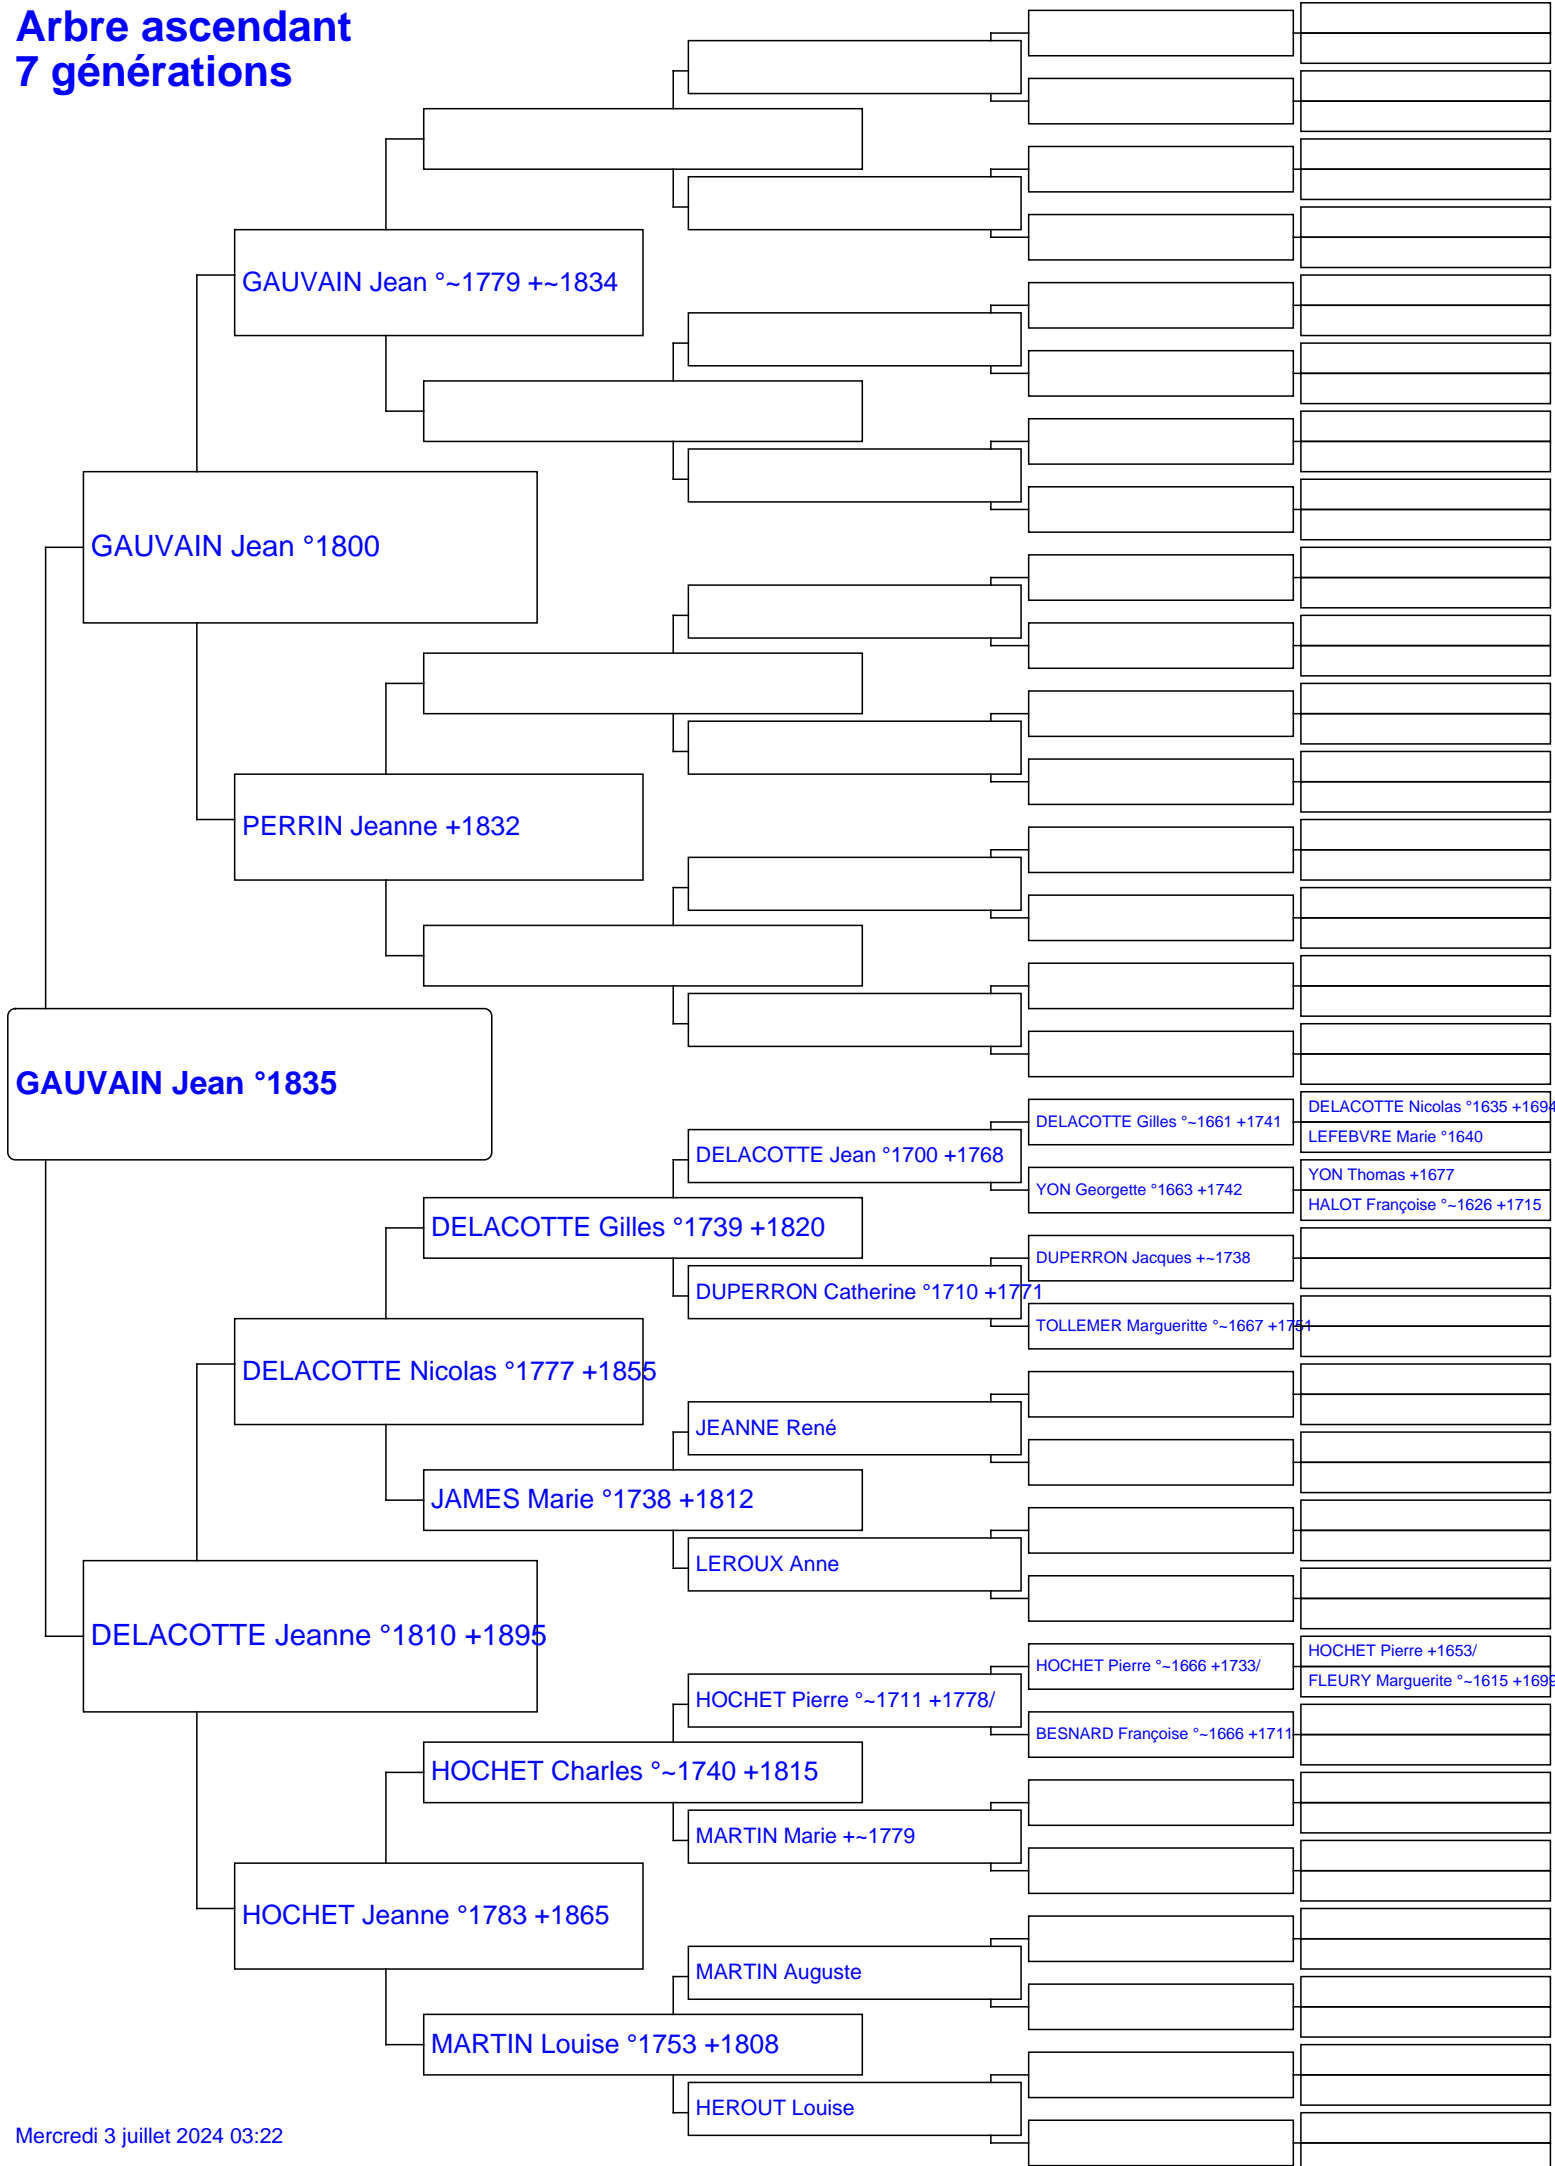 Arbre ascendant
7 générations
GAUVAIN Jean °~1779 +~1834
GAUVAIN Jean °1800
PERRIN Jeanne +1832
GAUVAIN Jean °1835
DELACOTTE Nicolas °1635 +1694
DELACOTTE Gilles °~1661 +1741
LEFEBVRE Marie °1640
DELACOTTE Jean °1700 +1768
YON Thomas +1677
YON Georgette °1663 +1742
HALOT Françoise °~1626 +1715
DELACOTTE Gilles °1739 +1820
DUPERRON Jacques +~1738
DUPERRON Catherine °1710 +1771
TOLLEMER Margueritte °~1667 +1751
DELACOTTE Nicolas °1777 +1855
JEANNE René
JAMES Marie °1738 +1812
LEROUX Anne
DELACOTTE Jeanne °1810 +1895
HOCHET Pierre +1653/
HOCHET Pierre °~1666 +1733/
FLEURY Marguerite °~1615 +1699
HOCHET Pierre °~1711 +1778/
BESNARD Françoise °~1666 +1711
HOCHET Charles °~1740 +1815
MARTIN Marie +~1779
HOCHET Jeanne °1783 +1865
MARTIN Auguste
MARTIN Louise °1753 +1808
HEROUT Louise
Mercredi 3 juillet 2024 03:22